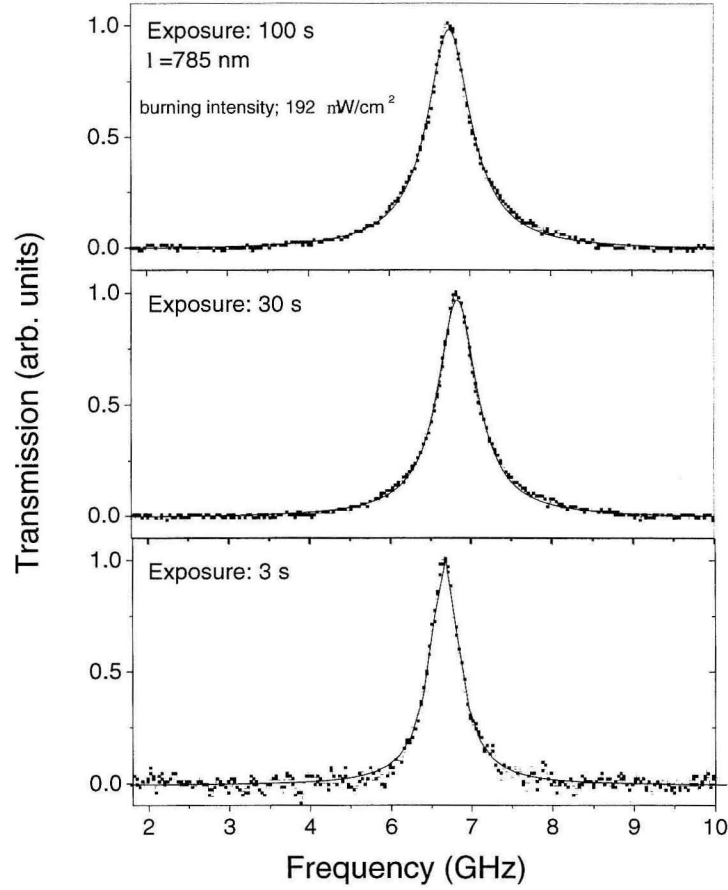 Exposure: 100 s
l =785 nm
burning intensity; 192 mW/cm²
1.0
0.5
0.0
Exposure: 30 s
1.0
0.5
0.0
Exposure: 3 s
1.0
0.5
0.0
2 3 4 5 6 7 8 9 10
Frequency (GHz)
Transmission (arb. units)